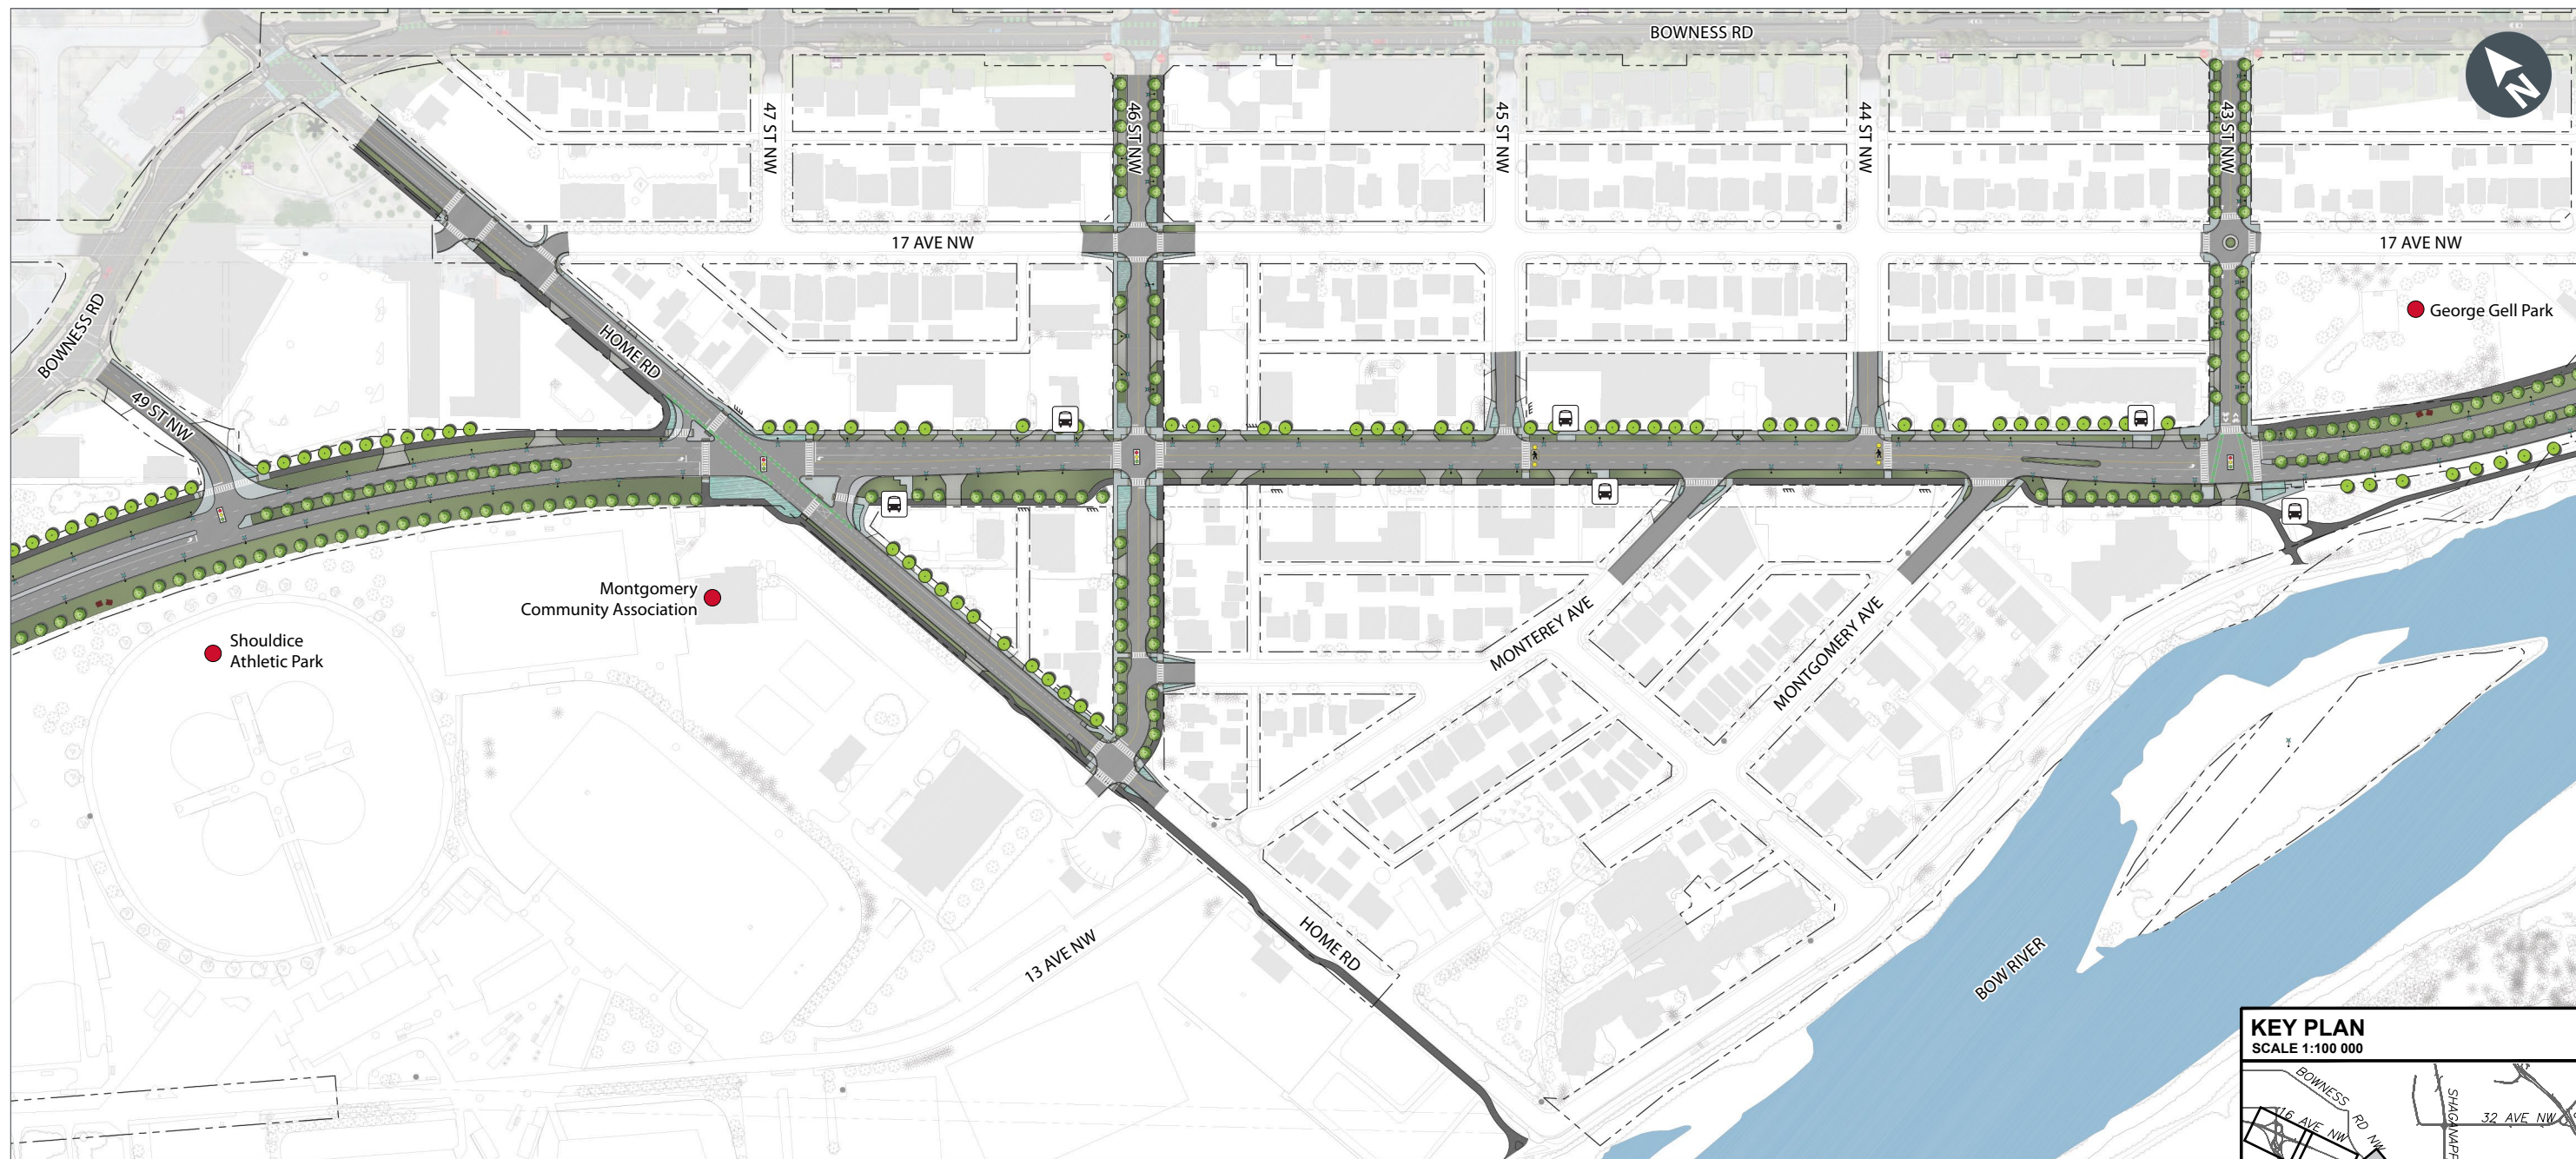 BOWNESS RD
N
47 ST NW
46 ST NW
45 ST NW
44 ST NW
43 ST NW
17 AVE NW
17 AVE NW
George Gell Park
BOWNESS RD
HOME RD
49 ST NW
Montgomery
Community Association
Shouldice
Athletic Park
MONTEREY AVE
MONTGOMERY AVE
13 AVE NW
HOME RD
BOW RIVER
KEY PLAN
SCALE 1:100 000
BOWNESS RD NW
16 AVE NW
32 AVE NW